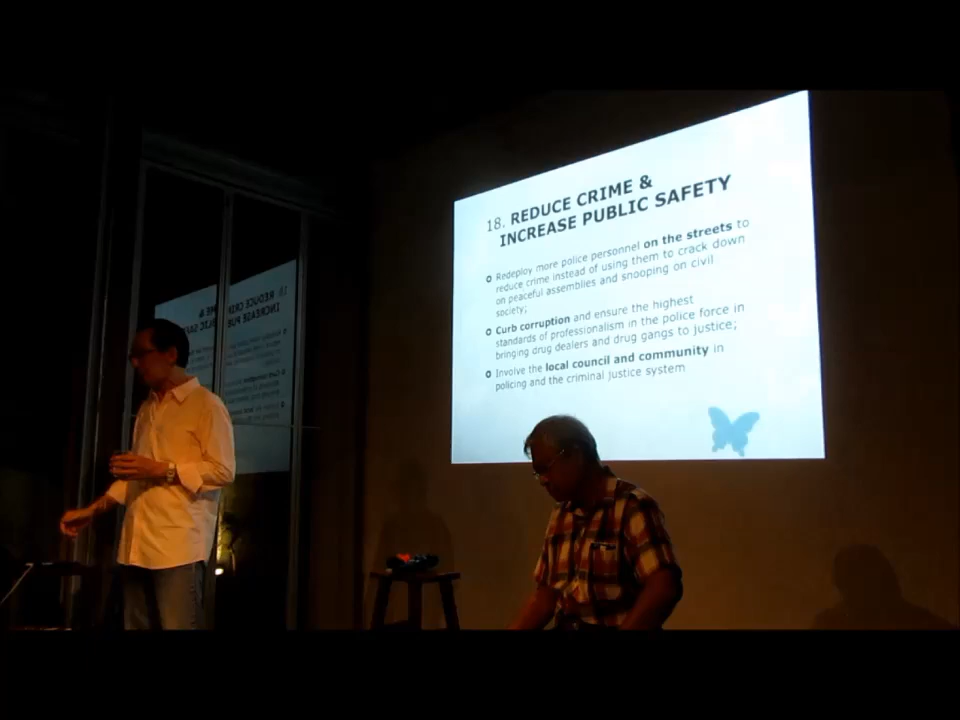 18. REDUCE CRIME &
INCREASE PUBLIC SAFETY
Redeploy more police personnel on the streets to
reduce crime instead of using them to crack down
on peaceful assemblies and snooping on civil
society;
Curb corruption and ensure the highest
standards of professionalism in the police force in
bringing drug dealers and drug gangs to justice;
Involve the local council and community in
policing and the criminal justice system